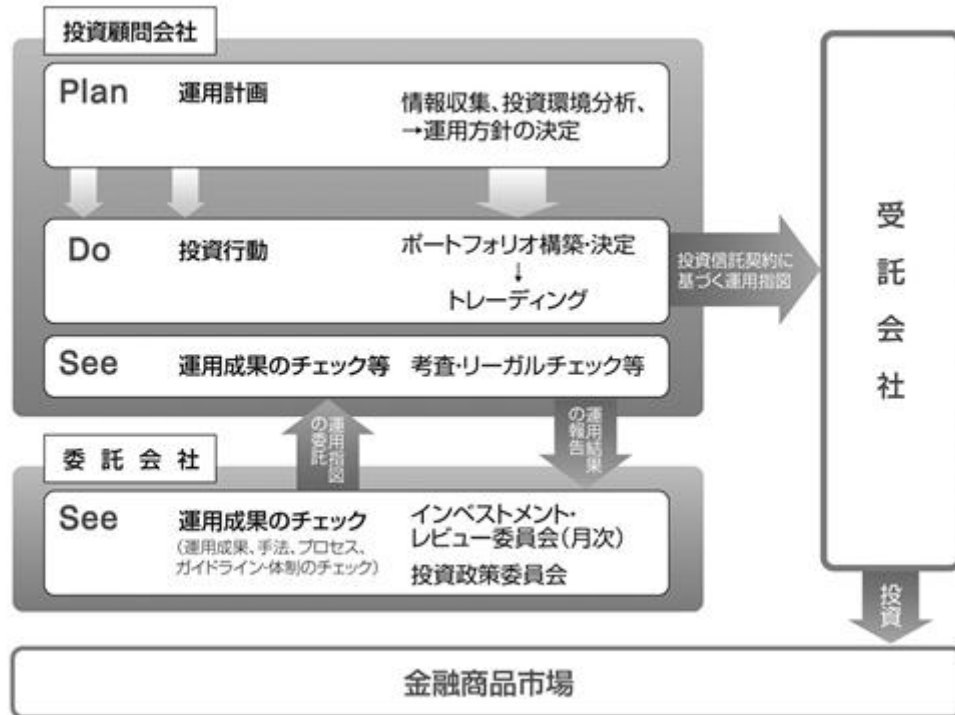 投資顧問会社
Plan 運用計画 情報収集、投資環境分析、
→運用方針の決定
Do 投資行動 ポートフォリオ構築・決定
↓
トレーディング
投資信託契約に
基づく運用指図
See 運用成果のチェック等 考査・リーガルチェック等
運用指図
の委託
運用結果
の報告
委託会社
See 運用成果のチェック
(運用成果、手法、プロセス、
ガイドライン・体制のチェック)
インベストメント・
レビュー委員会(月次)
投資政策委員会
受託会社
投資
金融商品市場